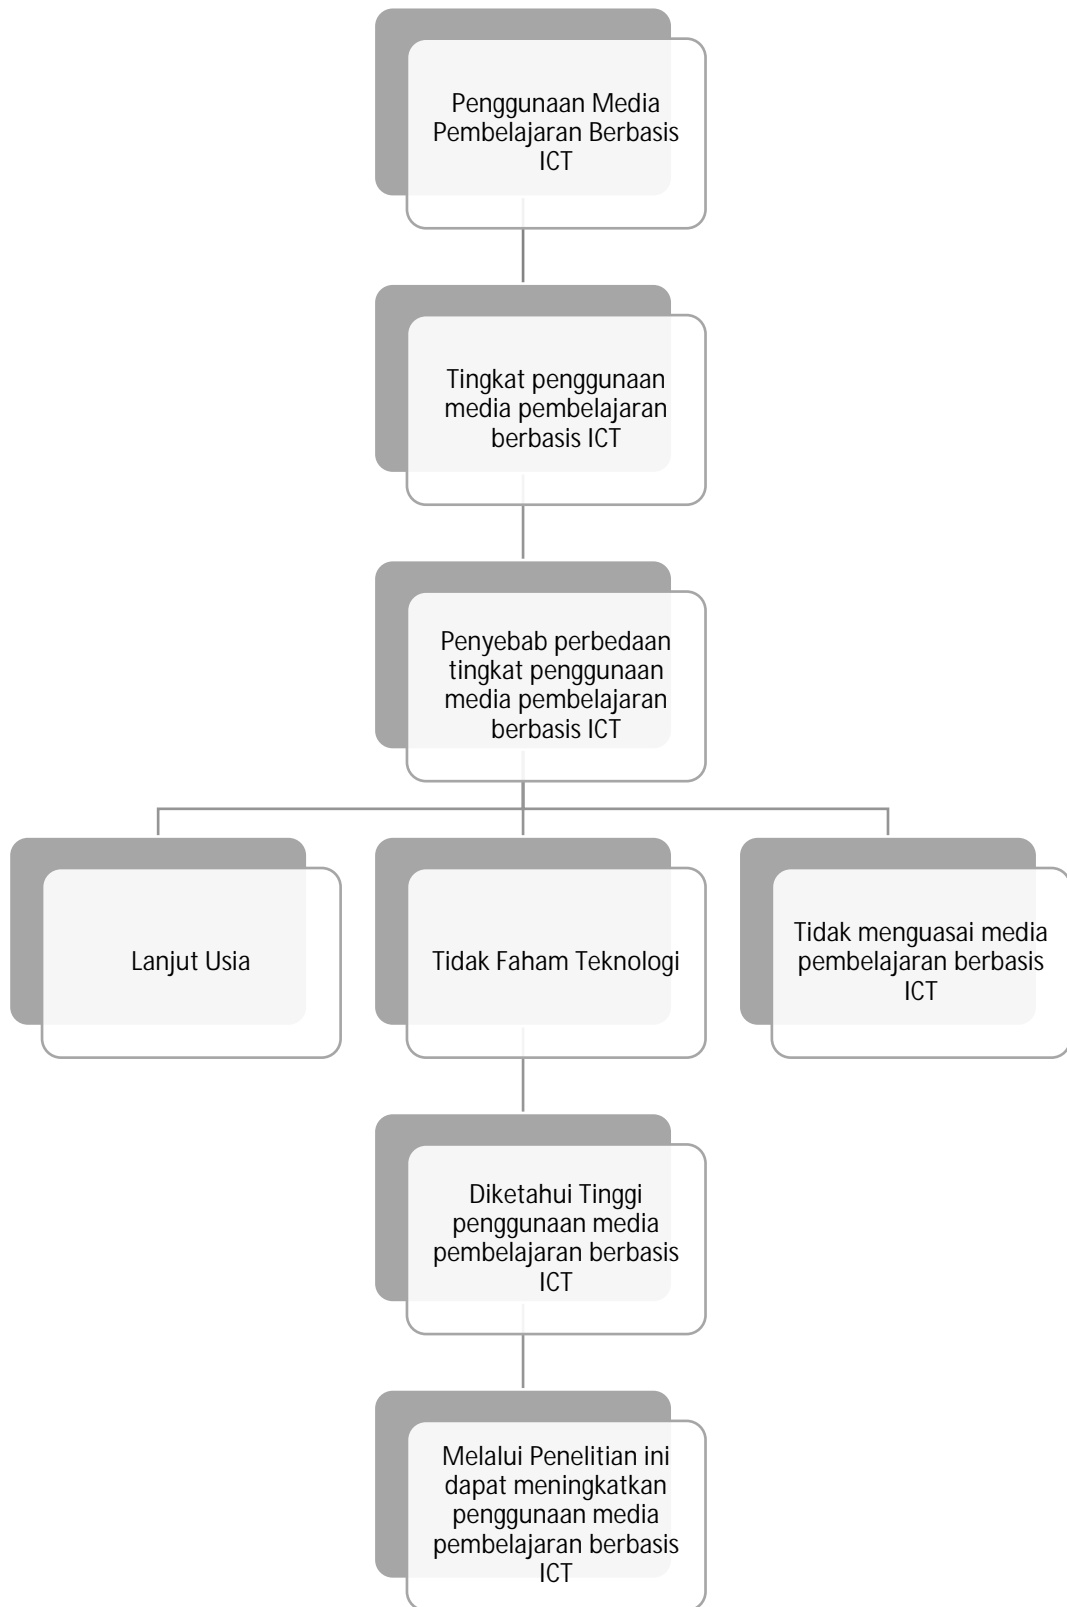 Penggunaan Media
Pembelajaran Berbasis
ICT
Tingkat penggunaan
media pembelajaran
berbasis ICT
Penyebab perbedaan
tingkat penggunaan
media pembelajaran
berbasis ICT
Lanjut Usia
Tidak Faham Teknologi
Tidak menguasai media
pembelajaran berbasis
ICT
Diketahui Tinggi
penggunaan media
pembelajaran berbasis
ICT
Melalui Penelitian ini
dapat meningkatkan
penggunaan media
pembelajaran berbasis
ICT